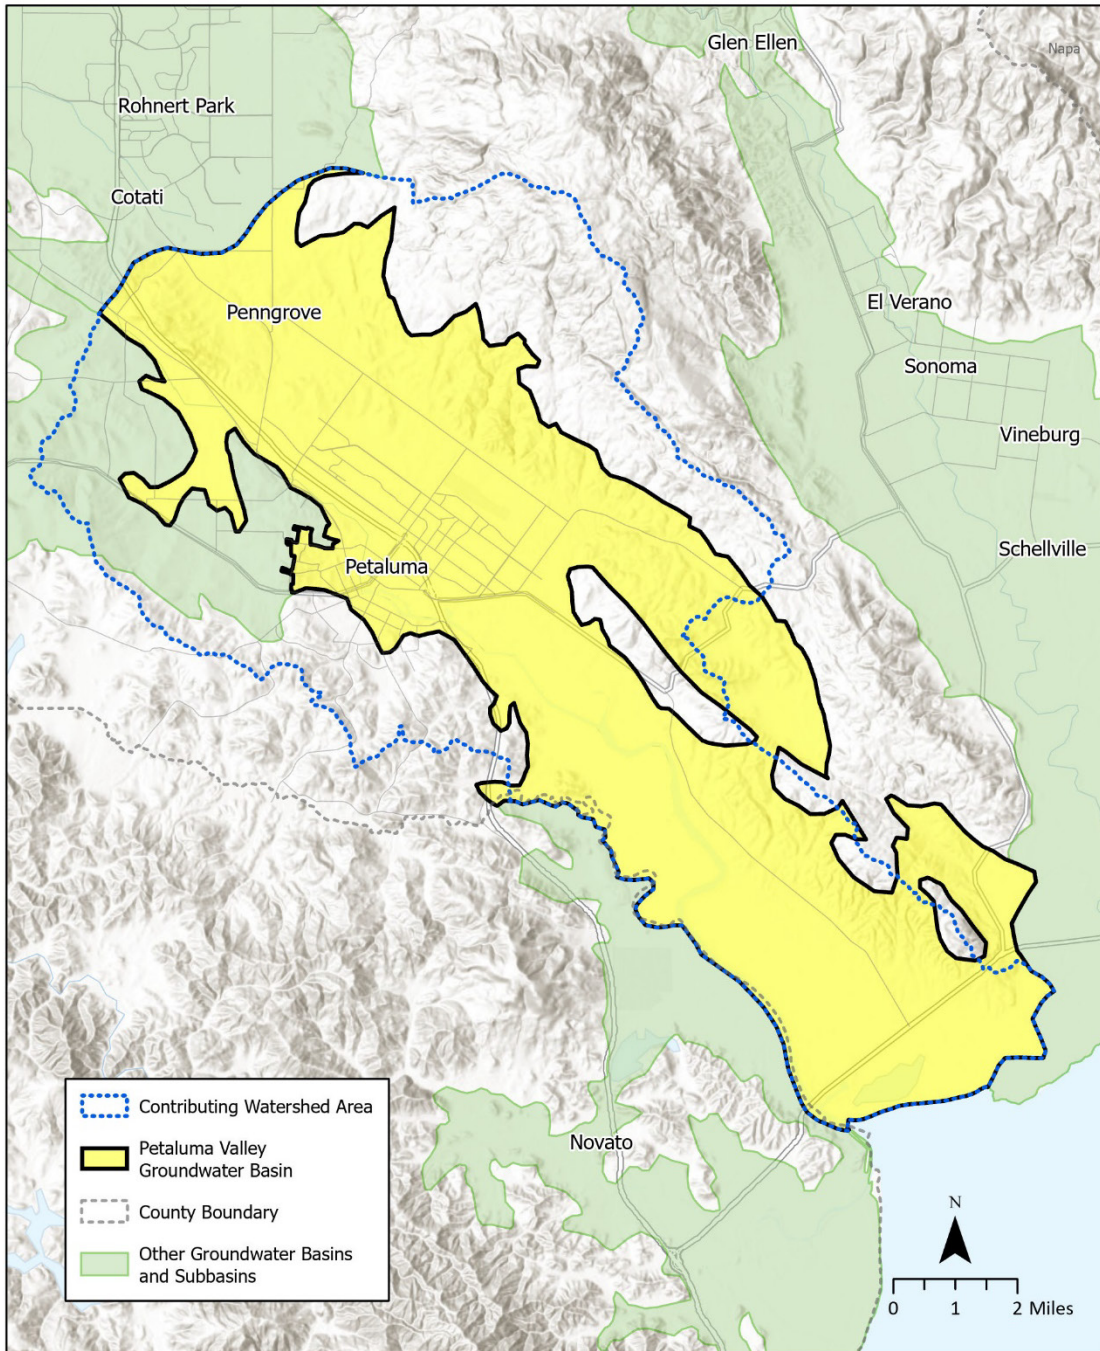 Glen Ellen
Napa
Rohnert Park
Cotati
El Verano
Penngrove
Sonoma
Vineburg
Schellville
Petaluma
Contributing Watershed Area
Petaluma Valley
Groundwater Basin
County Boundary
Other Groundwater Basins
and Subbasins
Novato
N
0 1 2 Miles